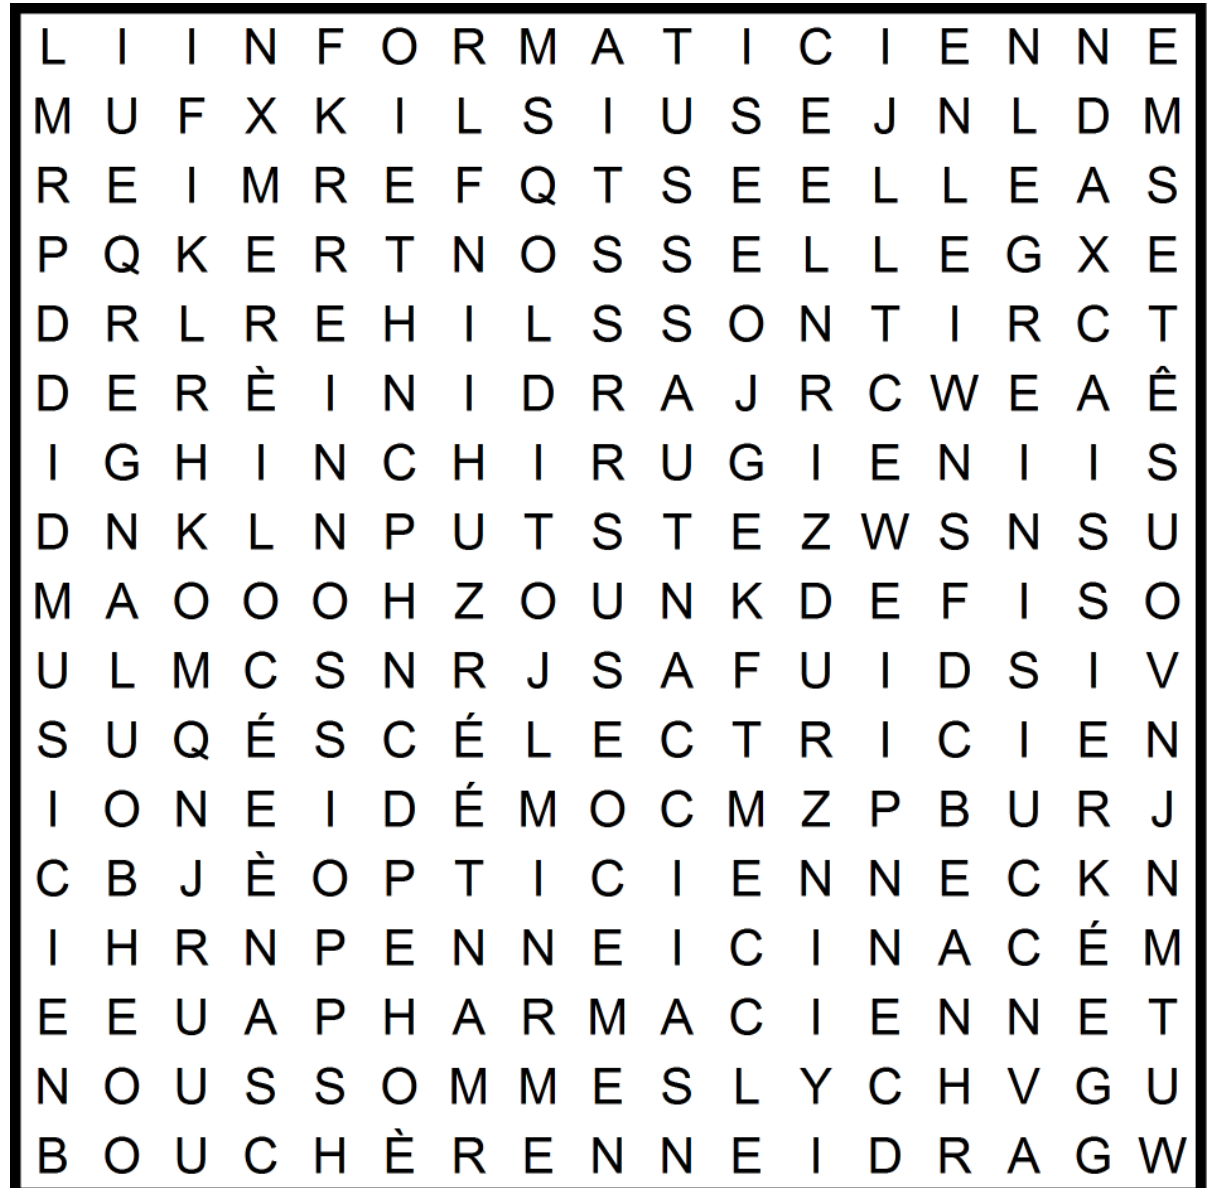 L I I N F O R M A T I C I E N N E
M U F X K I L S I U S E J N L D M
R E I M R E F Q T S E E L L E A S
P Q K E R T N O S S E L L E G X E
D R L R E H I L S S O N T I R C T
D E R È I N I D R A J R C W E A Ê
I G H I N C H I R U G I E N I I S
D N K L N P U T S T E Z W S N S U
M A O O O H Z O U N K D E F I S O
U L M C S N R J S A F U I D S I V
S U Q É S C É L E C T R I C I E N
I O N E I D É M O C M Z P B U R J
C B J È O P T I C I E N N E C K N
I H R N P E N N E I C I N A C É M
E E U A P H A R M A C I E N N E T
N O U S S O M M E S L Y C H V G U
B O U C H È R E N N E I D R A G W